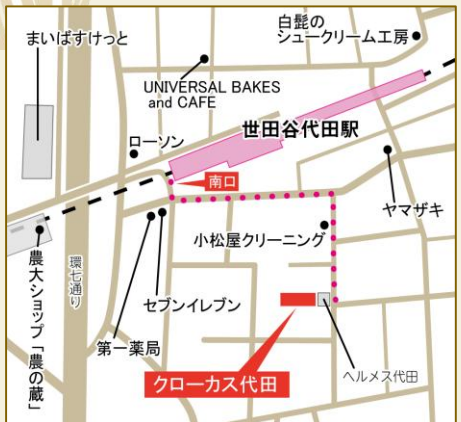 まいばすけっと
白髭の
シュークリーム工房
UNIVERSAL BAKES
and CAFE
世田谷代田駅
ローソン
南口
ヤマザキ
小松屋クリーニング
農大ショップ「農の蔵」
環七通り
セブンイレブン
第一薬局
クローカス代田
ヘルメス代田